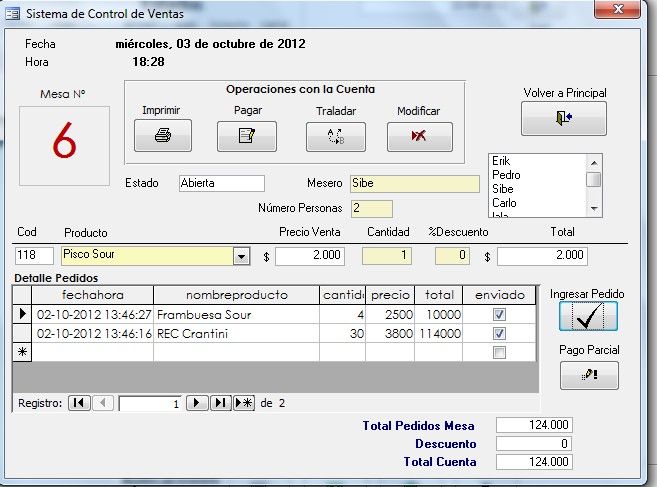 Sistema de Control de Ventas
Fecha miércoles, 03 de octubre de 2012
Hora 18:28
Mesa Nº
6
Operaciones con la Cuenta
Imprimir Pagar Traladar Modificar
Volver a Principal
Estado Abierta Mesero Sibe
Número Personas 2
Erik
Pedro
Sibe
Carlo
Cod Producto Precio Venta Cantidad %Descuento Total
118 Pisco Sour $ 2.000 1 0 $ 2.000
Detalle Pedidos
fechahora nombreproducto cantida precio total enviado
02-10-2012 13:46:27 Frambuesa Sour 4 2500 10000
02-10-2012 13:46:16 REC Crantini 30 3800 114000
Ingresar Pedido
Pago Parcial
Registro: 1 de 2
Total Pedidos Mesa 124.000
Descuento 0
Total Cuenta 124.000